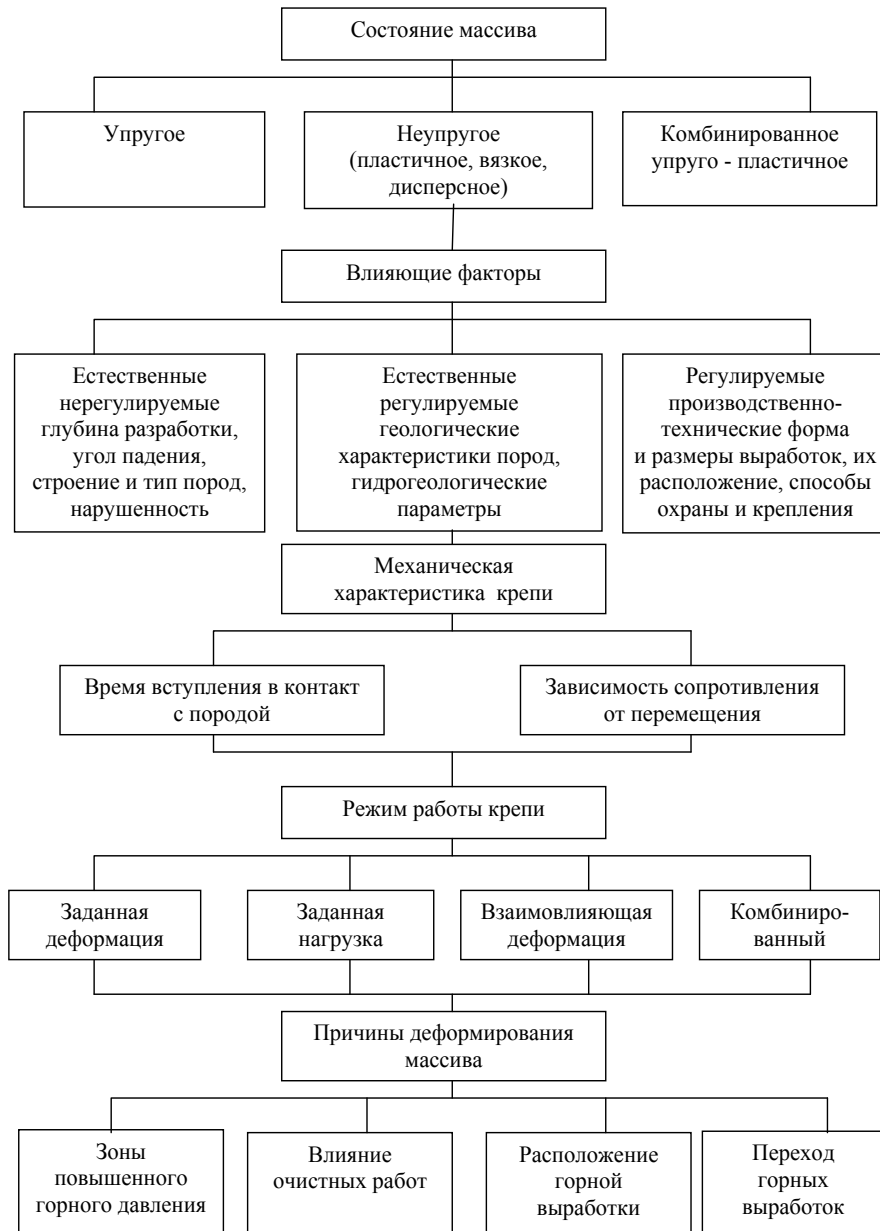 Состояние массива
Упругое
Неупругое
(пластичное, вязкое,
дисперсное)
Комбинированное
упруго - пластичное
Влияющие факторы
Естественные
нерегулируемые
глубина разработки,
угол падения,
строение и тип пород,
нарушенность
Естественные
регулируемые
геологические
характеристики пород,
гидрогеологические
параметры
Регулируемые
производственно-
технические форма
и размеры выработок, их
расположение, способы
охраны и крепления
Механическая
характеристика крепи
Время вступления в контакт
с породой
Зависимость сопротивления
от перемещения
Режим работы крепи
Заданная
деформация
Заданная
нагрузка
Взаимовлияющая
деформация
Комбиниро-
ванный
Причины деформирования
массива
Зоны
повышенного
горного давления
Влияние
очистных работ
Расположение
горной
выработки
Переход
горных
выработок